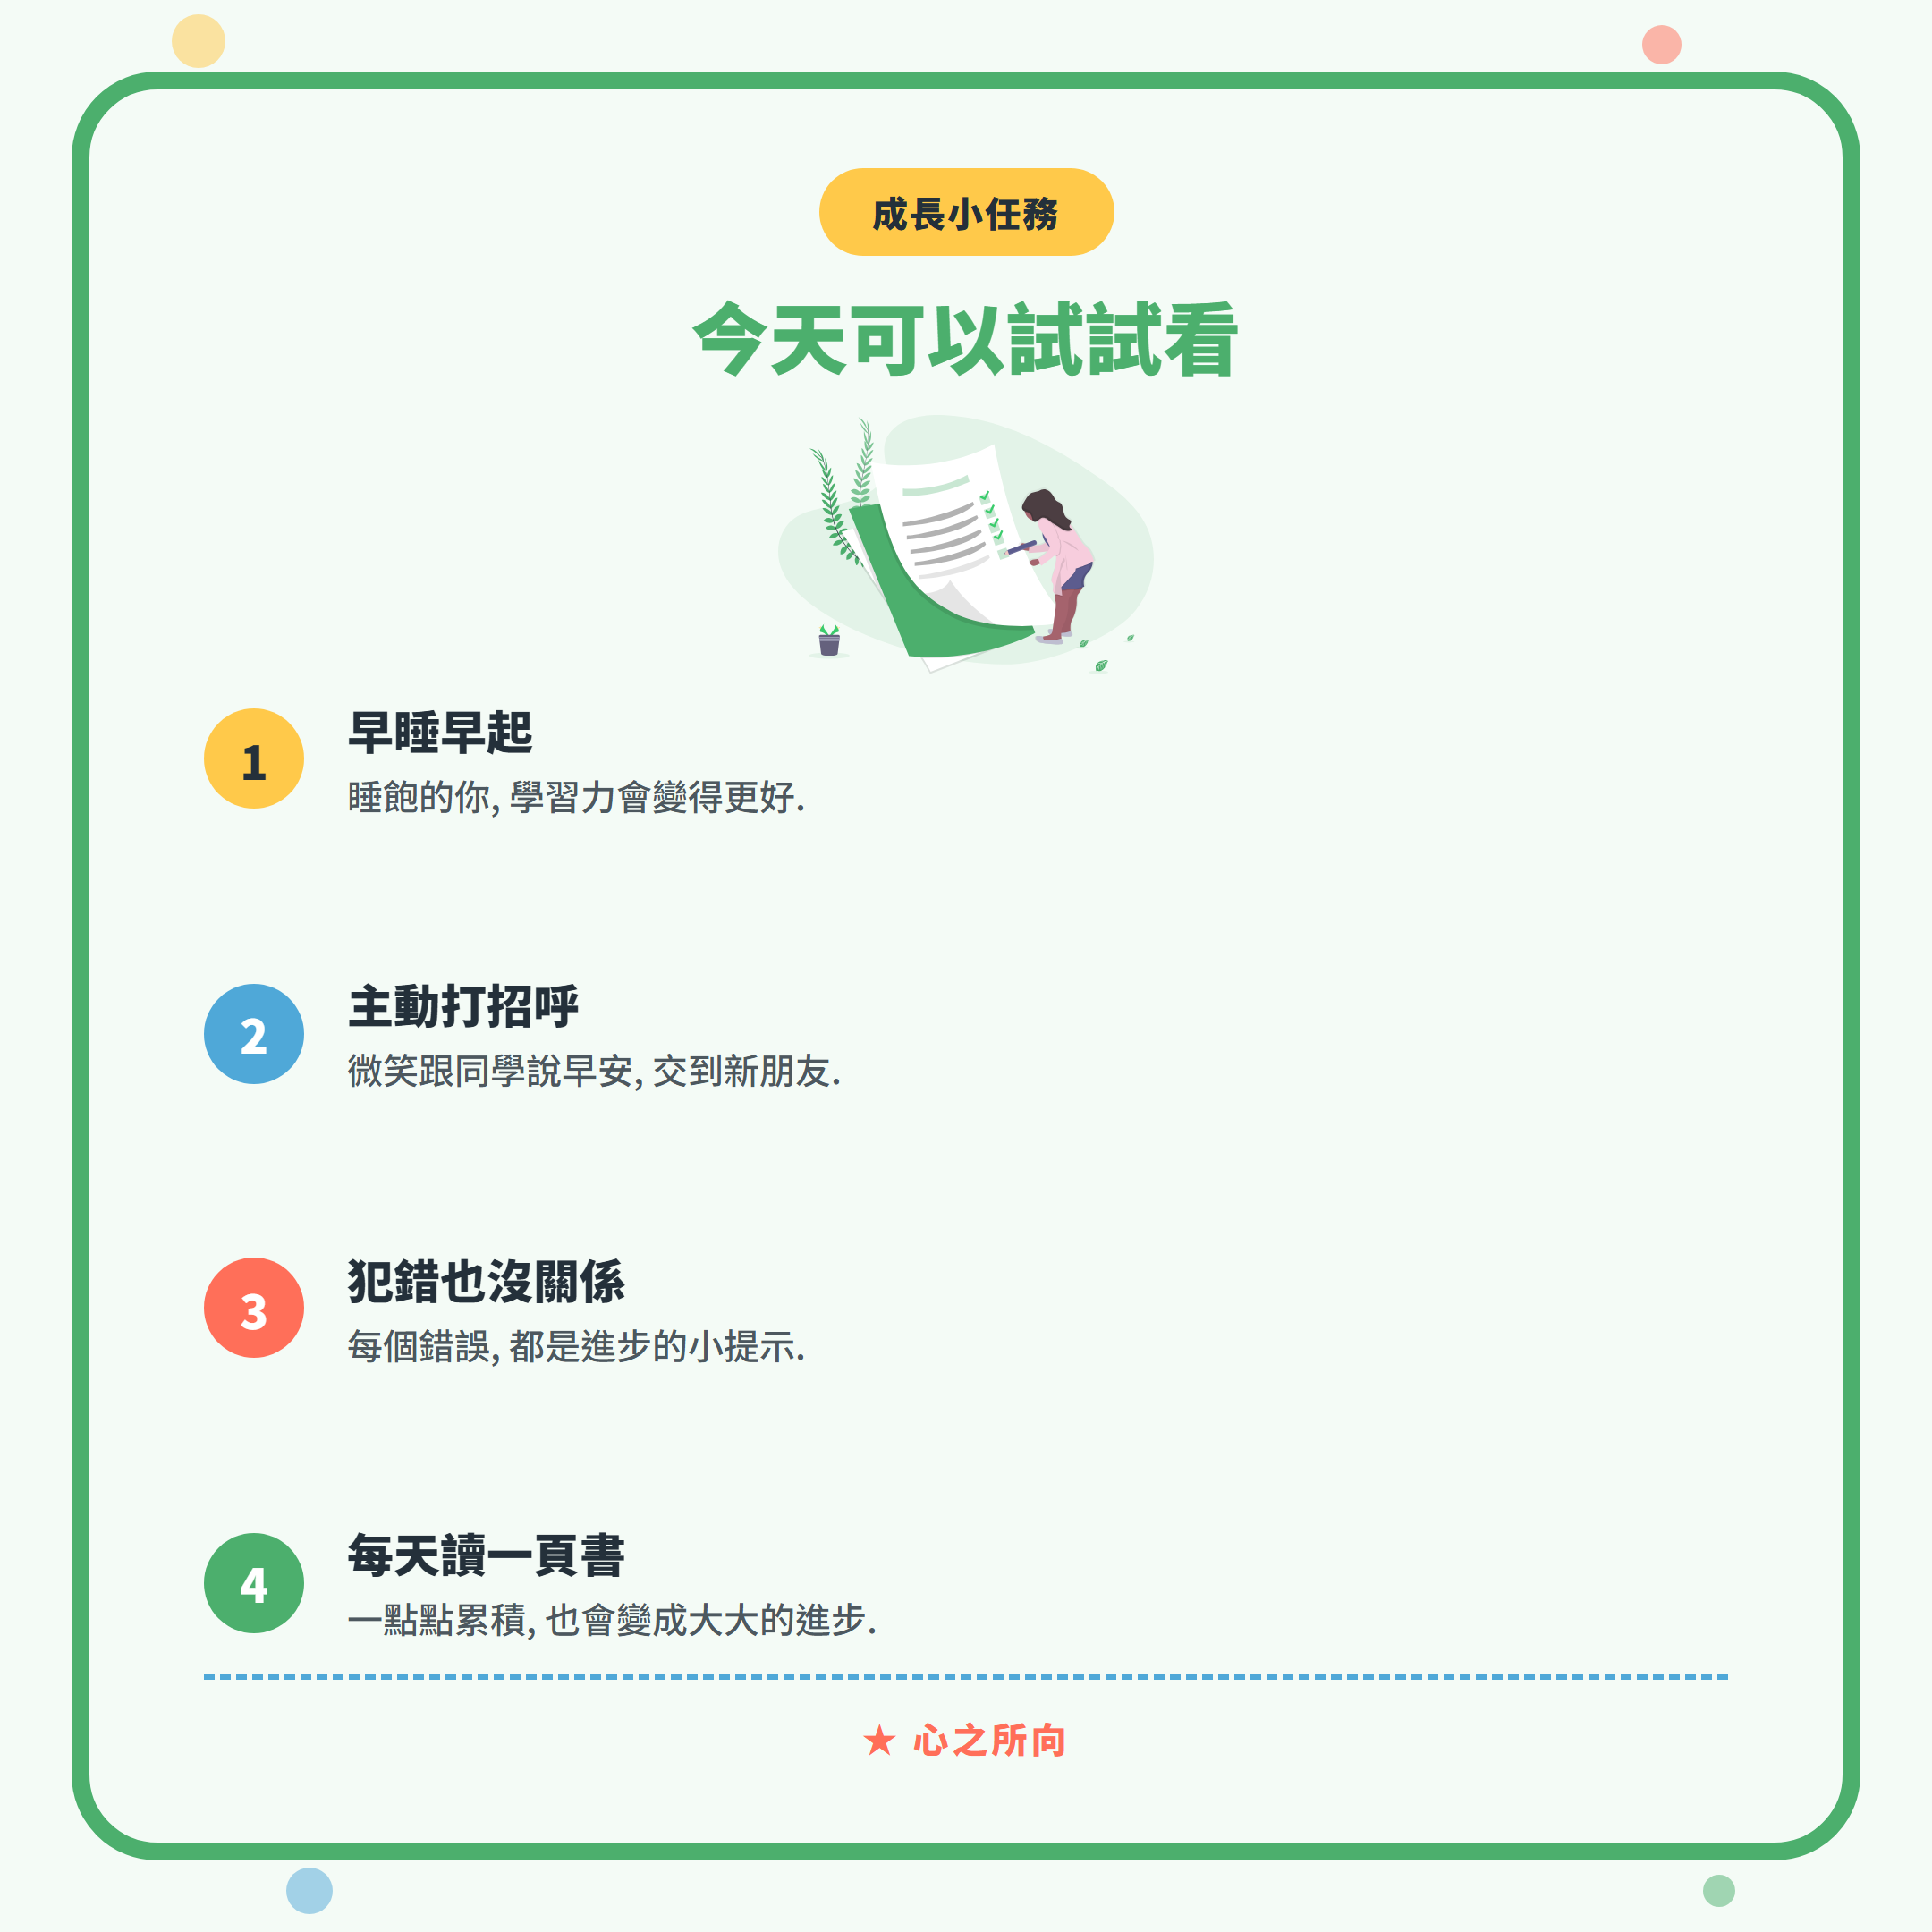 成長小任務
今天可以試試看
1
早睡早起
睡飽的你, 學習力會變得更好.
2
主動打招呼
微笑跟同學說早安, 交到新朋友.
3
犯錯也沒關係
每個錯誤, 都是進步的小提示.
4
每天讀一頁書
一點點累積, 也會變成大大的進步.
★ 心之所向